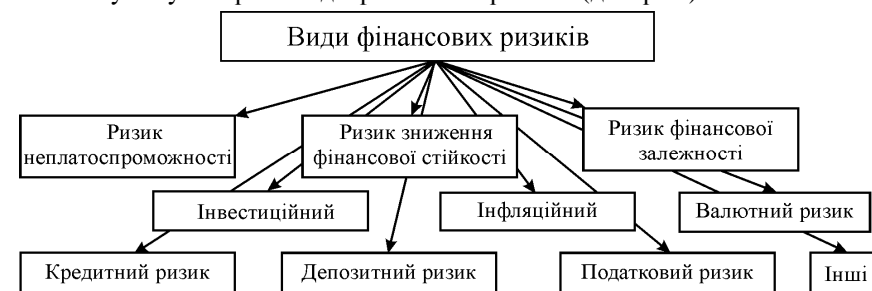 Види фінансових ризиків
Ризик
неплатоспроможності
Ризик зниження
фінансової стійкості
Ризик фінансової
залежності
Інвестиційний
Інфляційний
Валютний ризик
Кредитний ризик
Депозитний ризик
Податковий ризик
Інші